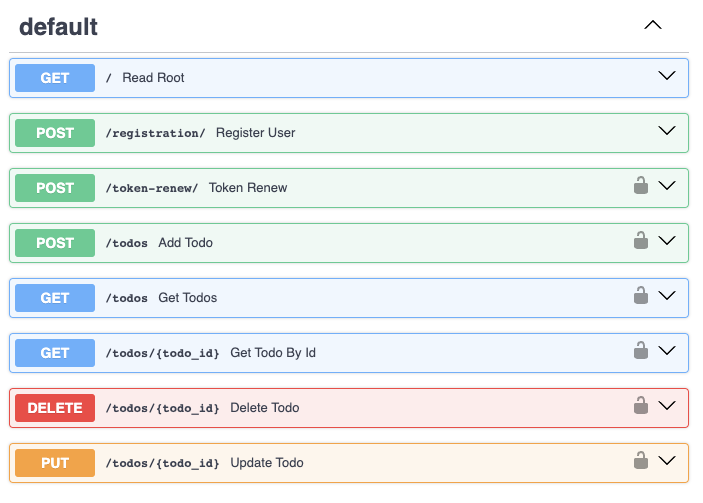 default
GET / Read Root
POST /registration/ Register User
POST /token-renew/ Token Renew
POST /todos Add Todo
GET /todos Get Todos
GET /todos/{todo_id} Get Todo By Id
DELETE /todos/{todo_id} Delete Todo
PUT /todos/{todo_id} Update Todo